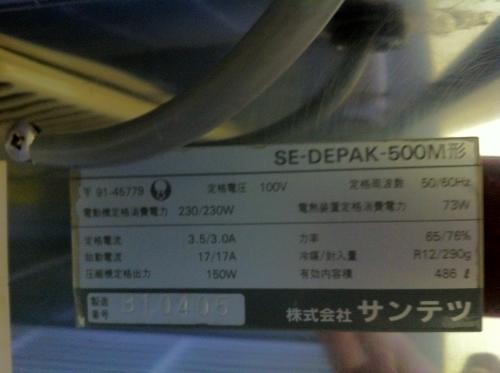 SE-DEPAK-500M形
〒91-45779 定格電圧 100V 定格周波数 50/60Hz
電動機定格消費電力 230/230W 電熱装置定格消費電力 73W
定格電流 3.5/3.0A 力率 65/76%
始動電流 17/17A 冷媒/封入量 R12/290g
圧縮機定格出力 150W 有効内容積 486 ℓ
製造番号 310405 株式会社 サンテツ